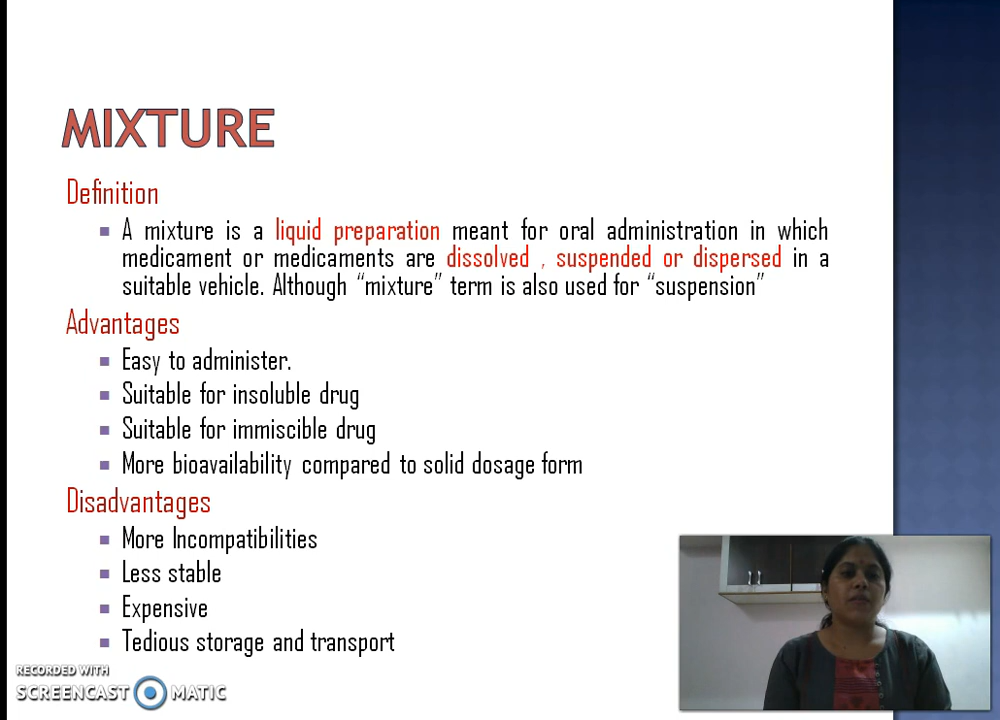 MIXTURE
Definition
A mixture is a liquid preparation meant for oral administration in which
medicament or medicaments are dissolved , suspended or dispersed in a
suitable vehicle. Although “mixture” term is also used for “suspension”
Advantages
Easy to administer.
Suitable for insoluble drug
Suitable for immiscible drug
More bioavailability compared to solid dosage form
Disadvantages
More Incompatibilities
Less stable
Expensive
Tedious storage and transport
RECORDED WITH
SCREENCAST MATIC